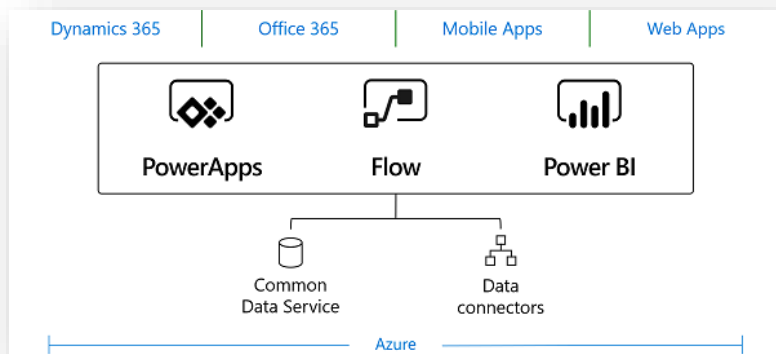 Dynamics 365
Office 365
Mobile Apps
Web Apps
PowerApps
Flow
Power BI
Common
Data Service
Data
connectors
Azure